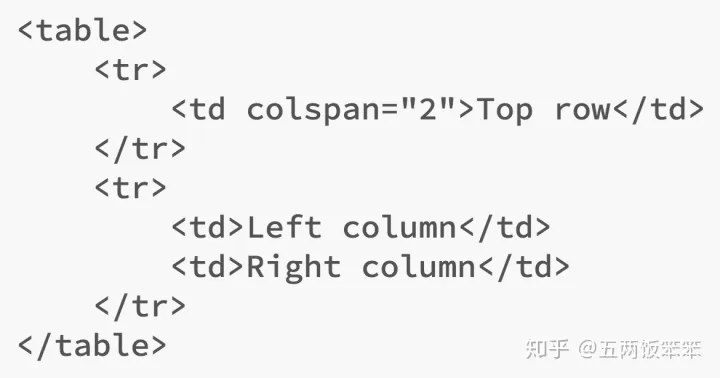 <table>
    <tr>
        <td colspan="2">Top row</td>
    </tr>
    <tr>
        <td>Left column</td>
        <td>Right column</td>
    </tr>
</table>
知乎 @五两饭笨笨